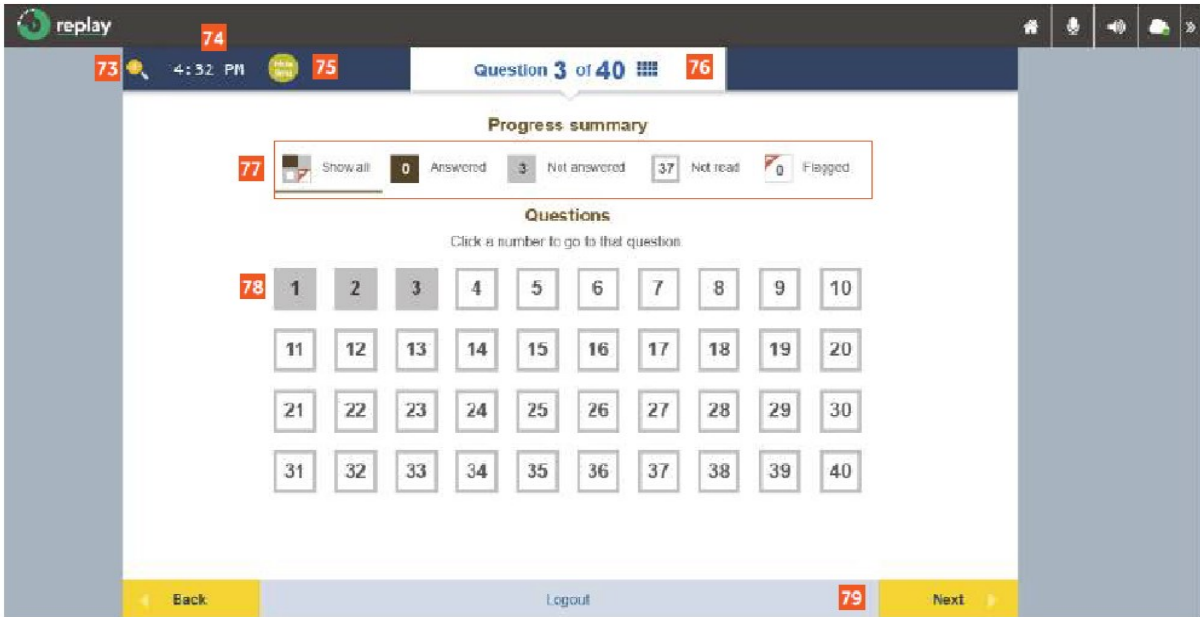 replay
74
73
4:32 PM
75
Question 3 of 40
76
Progress summary
77
Show all
0 Answered
3 Not answered
37 Not read
0 Flagged
Questions
Click a number to go to that question
78
1 2 3 4 5 6 7 8 9 10
11 12 13 14 15 16 17 18 19 20
21 22 23 24 25 26 27 28 29 30
31 32 33 34 35 36 37 38 39 40
Back
Logout
79
Next